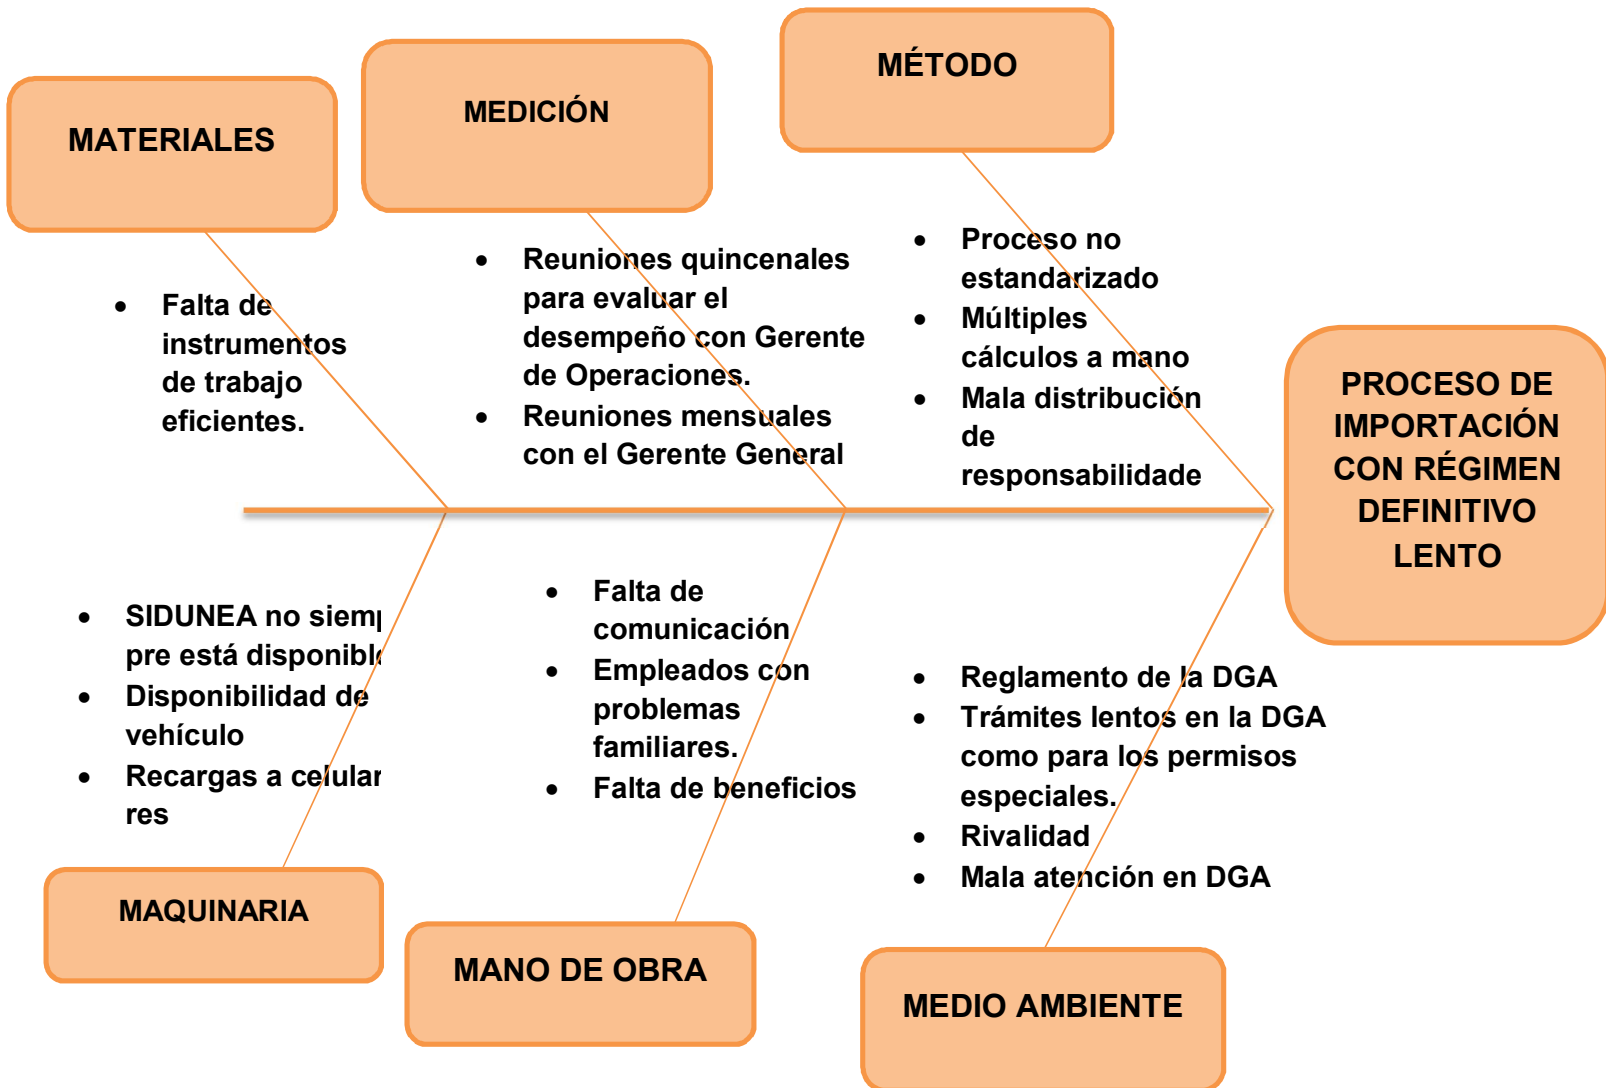 MATERIALES
MEDICIÓN
MÉTODO
• Falta de
instrumentos
de trabajo
eficientes.
• Reuniones quincenales
para evaluar el
desempeño con Gerente
de Operaciones.
• Reuniones mensuales
con el Gerente General
• Proceso no
estandarizado
• Múltiples
cálculos a mano
• Mala distribución
de
responsabilidade
PROCESO DE
IMPORTACIÓN
CON RÉGIMEN
DEFINITIVO
LENTO
• SIDUNEA no siem
pre está disponible
• Disponibilidad de
vehículo
• Recargas a celular
res
• Falta de
comunicación
• Empleados con
problemas
familiares.
• Falta de beneficios
• Reglamento de la DGA
• Trámites lentos en la DGA
como para los permisos
especiales.
• Rivalidad
• Mala atención en DGA
MAQUINARIA
MANO DE OBRA
MEDIO AMBIENTE